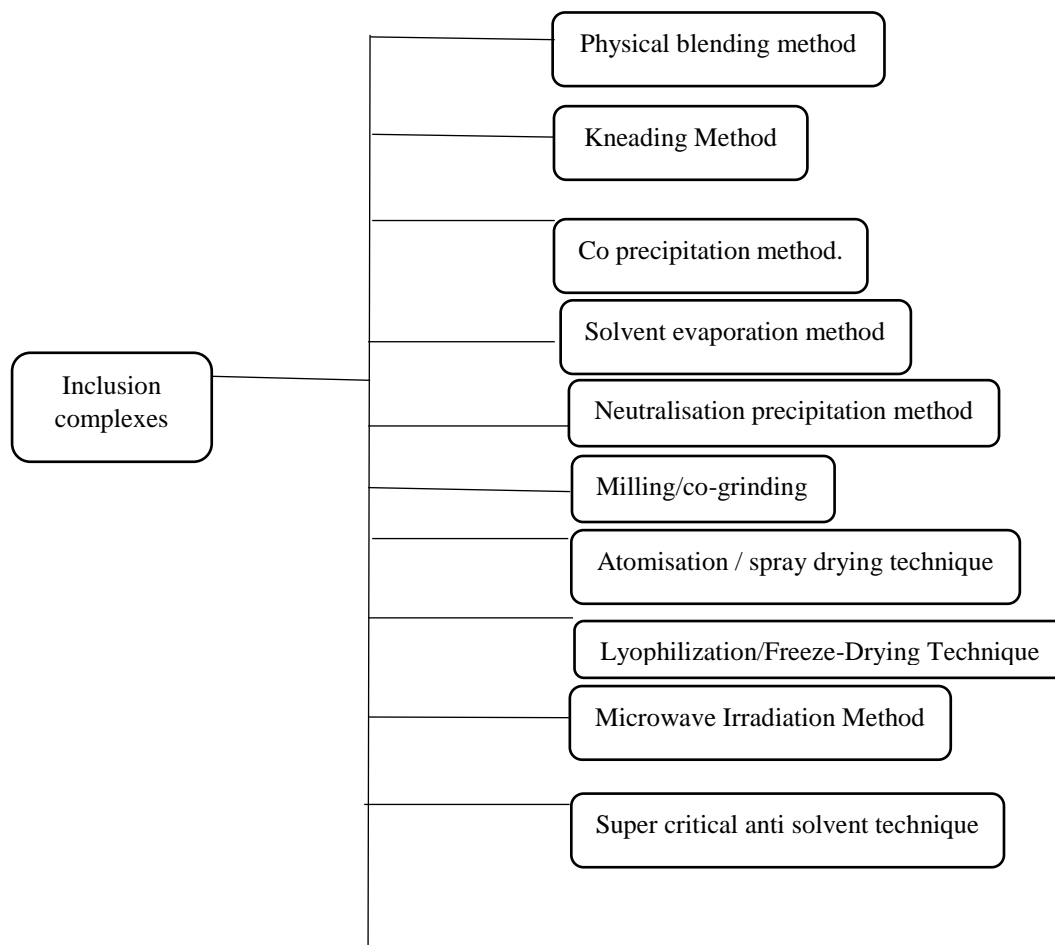 Physical blending method
Kneading Method
Co precipitation method.
Solvent evaporation method
Inclusion
complexes
Neutralisation precipitation method
Milling/co-grinding
Atomisation / spray drying technique
Lyophilization/Freeze-Drying Technique
Microwave Irradiation Method
Super critical anti solvent technique